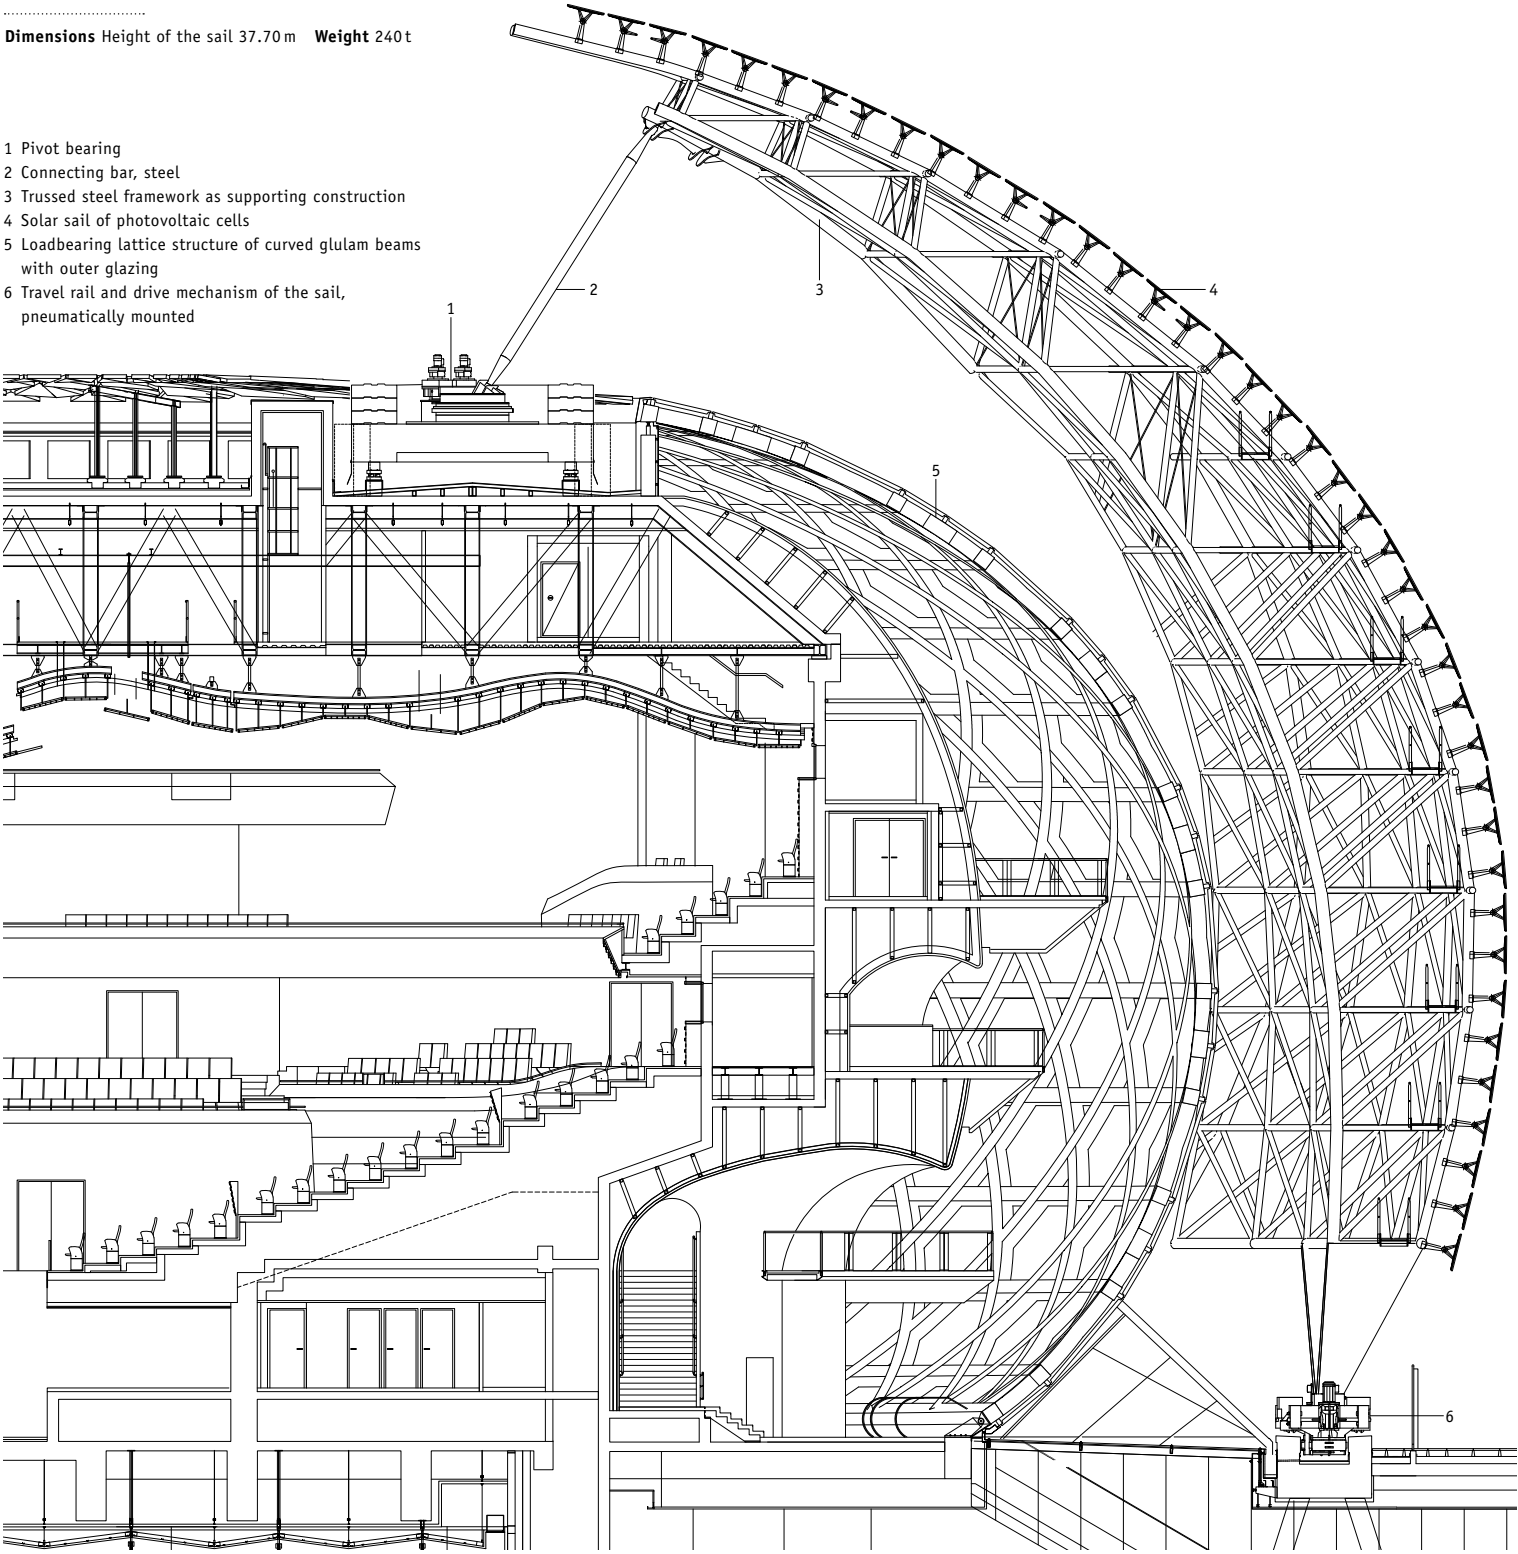 Dimensions Height of the sail 37.70 m Weight 240 t
1 Pivot bearing
2 Connecting bar, steel
3 Trussed steel framework as supporting construction
4 Solar sail of photovoltaic cells
5 Loadbearing lattice structure of curved glulam beams
with outer glazing
6 Travel rail and drive mechanism of the sail,
pneumatically mounted
1
2
3
4
5
6